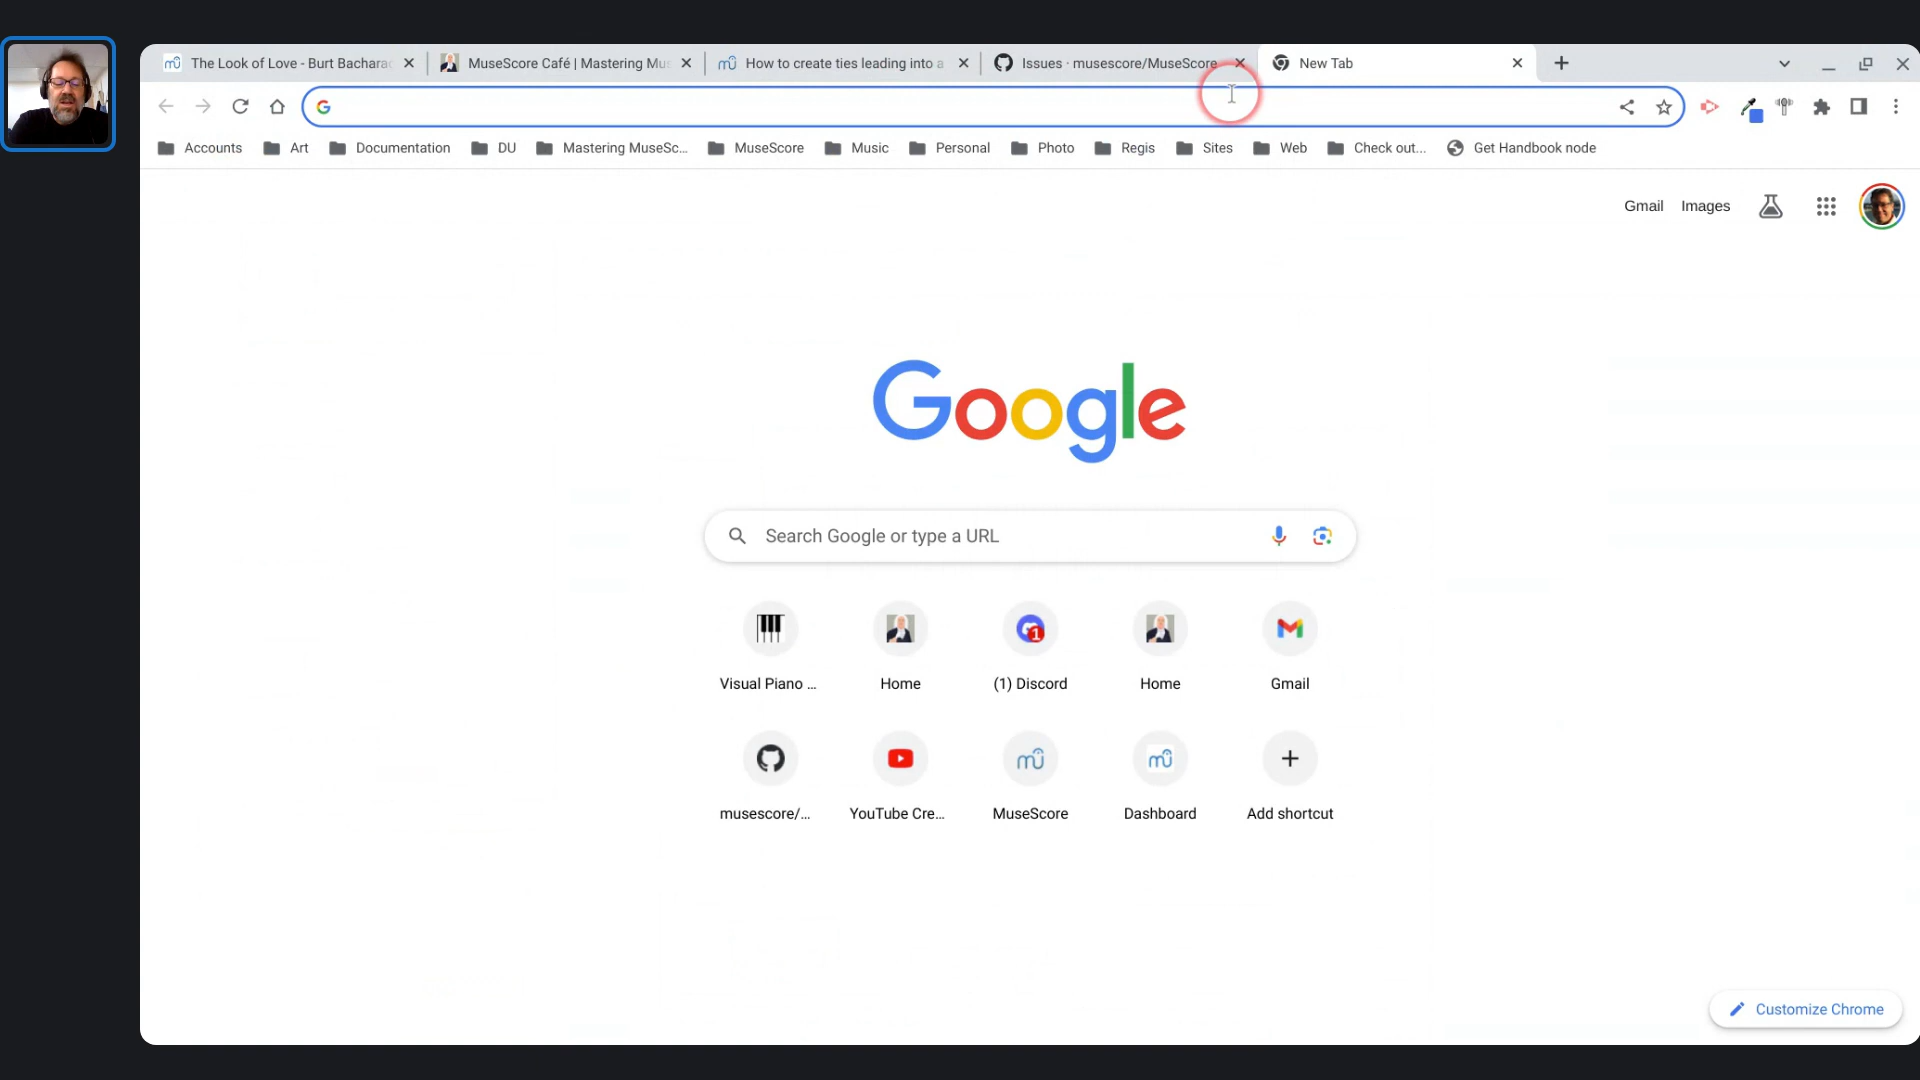 The Look of Love - Burt Bachara
MuseScore Café | Mastering Mu
How to create ties leading into a
Issues · musescore/MuseScore
New Tab
Accounts
Art
Documentation
DU
Mastering MuseSc...
MuseScore
Music
Personal
Photo
Regis
Sites
Web
Check out...
Get Handbook node
Gmail
Images
Google
Search Google or type a URL
Visual Piano ...
Home
(1) Discord
Home
Gmail
musescore/...
YouTube Cre...
MuseScore
Dashboard
Add shortcut
Customize Chrome